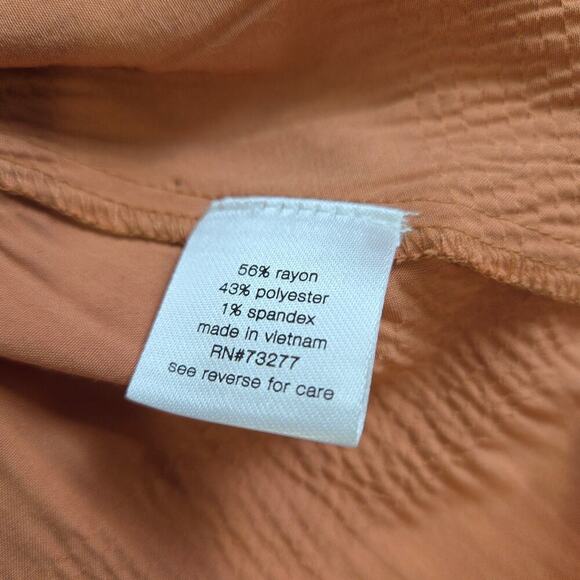 56% rayon
43% polyester
1% spandex
made in vietnam
RN#73277
see reverse for care